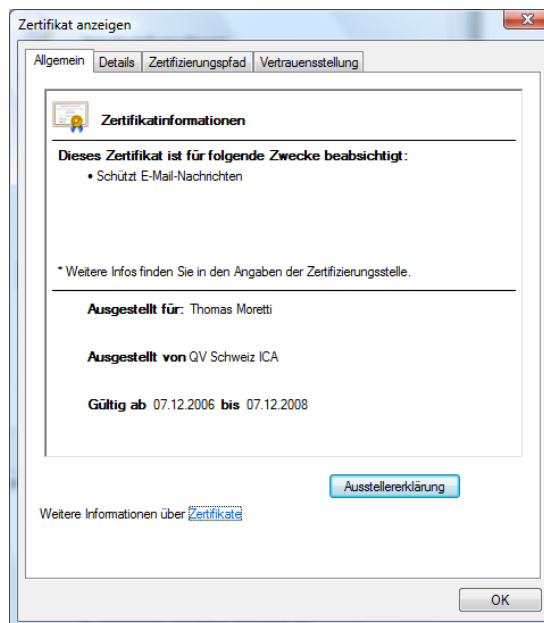 Zertifikat anzeigen
Allgemein Details Zertifizierungspfad Vertrauensstellung
Zertifikatinformationen
Dieses Zertifikat ist für folgende Zwecke beabsichtigt:
• Schützt E-Mail-Nachrichten
* Weitere Infos finden Sie in den Angaben der Zertifizierungsstelle.
Ausgestellt für: Thomas Moretti
Ausgestellt von QV Schweiz ICA
Gültig ab 07.12.2006 bis 07.12.2008
Ausstellererklärung
Weitere Informationen über Zertifikate
OK